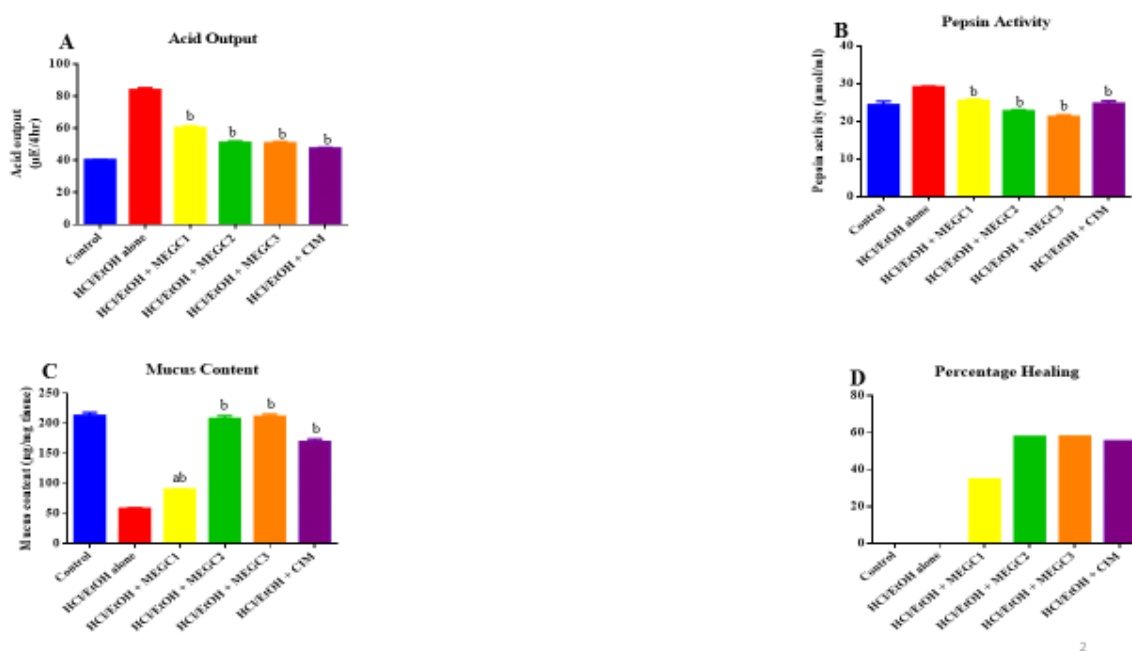 A
Acid Output
Acid output
(µE/4hr)
100
80
60
40
20
0
b
b
b
b
Control
HCl/EtOH alone
HCl/EtOH + MEGC1
HCl/EtOH + MEGC2
HCl/EtOH + MEGC3
HCl/EtOH + CIM
B
Pepsin Activity
Pepsin activity (µmol/ml)
40
30
20
10
0
b
b
b
b
Control
HCl/EtOH alone
HCl/EtOH + MEGC1
HCl/EtOH + MEGC2
HCl/EtOH + MEGC3
HCl/EtOH + CIM
C
Mucus Content
Mucus content (µg/mg tissue)
250
200
150
100
50
0
ab
b
b
b
Control
HCl/EtOH alone
HCl/EtOH + MEGC1
HCl/EtOH + MEGC2
HCl/EtOH + MEGC3
HCl/EtOH + CIM
D
Percentage Healing
80
60
40
20
0
Control
HCl/EtOH alone
HCl/EtOH + MEGC1
HCl/EtOH + MEGC2
HCl/EtOH + MEGC3
HCl/EtOH + CIM
2